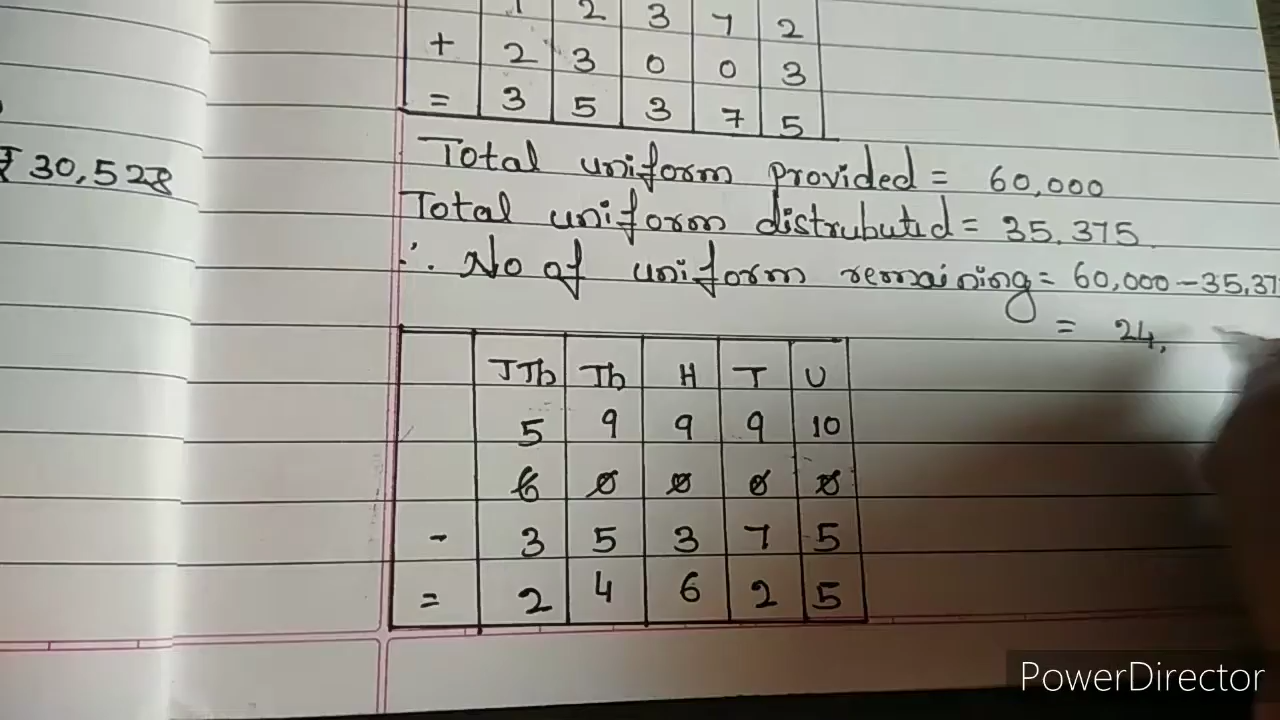 1 2 3 7 2
+ 2 3 0 0 3
= 3 5 3 7 5
₹30,528
Total uniform provided = 60,000
Total uniform distrubuted = 35,375
∴ No of uniform remaining = 60,000 - 35,37
= 24,
TTh Th H T U
5 9 9 9 10
6 0 0 0 0
- 3 5 3 7 5
= 2 4 6 2 5
PowerDirector